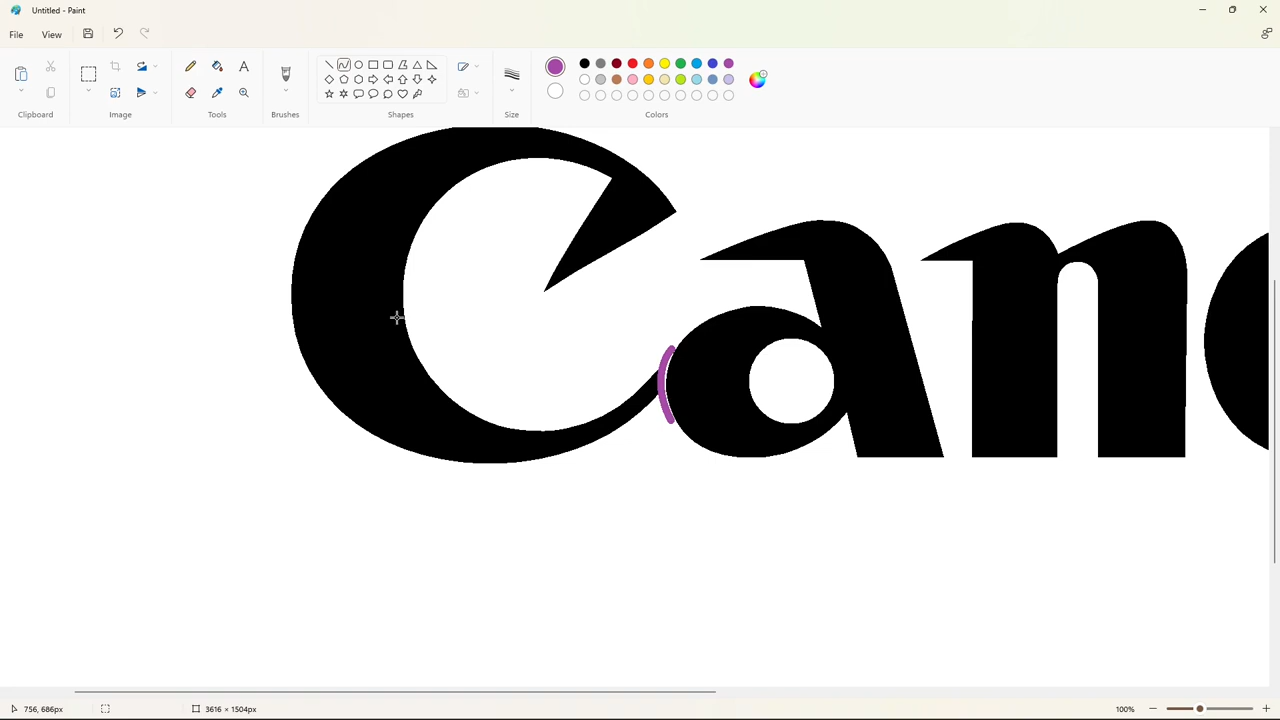 Untitled - Paint
File View
Clipboard Image Tools Brushes Shapes Size Colors
Can
756, 686px 3616 × 1504px 100%